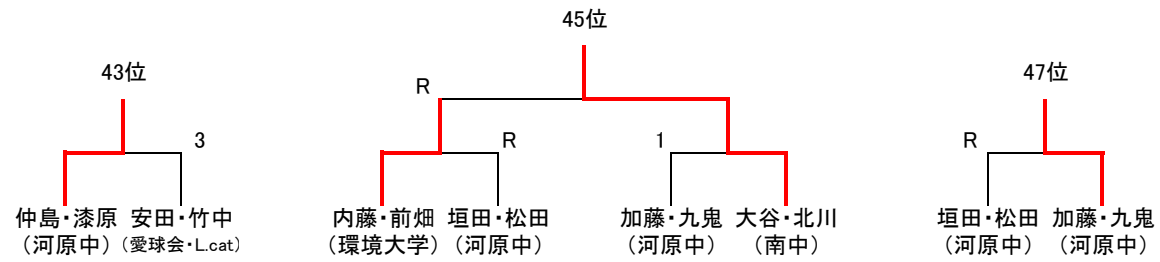 45位
43位
47位
R
3
R
1
R
仲島・漆原 安田・竹中
(河原中) (愛球会・L.cat)
内藤・前畑 垣田・松田
(環境大学) (河原中)
加藤・九鬼 大谷・北川
(河原中) (南中)
垣田・松田 加藤・九鬼
(河原中) (河原中)